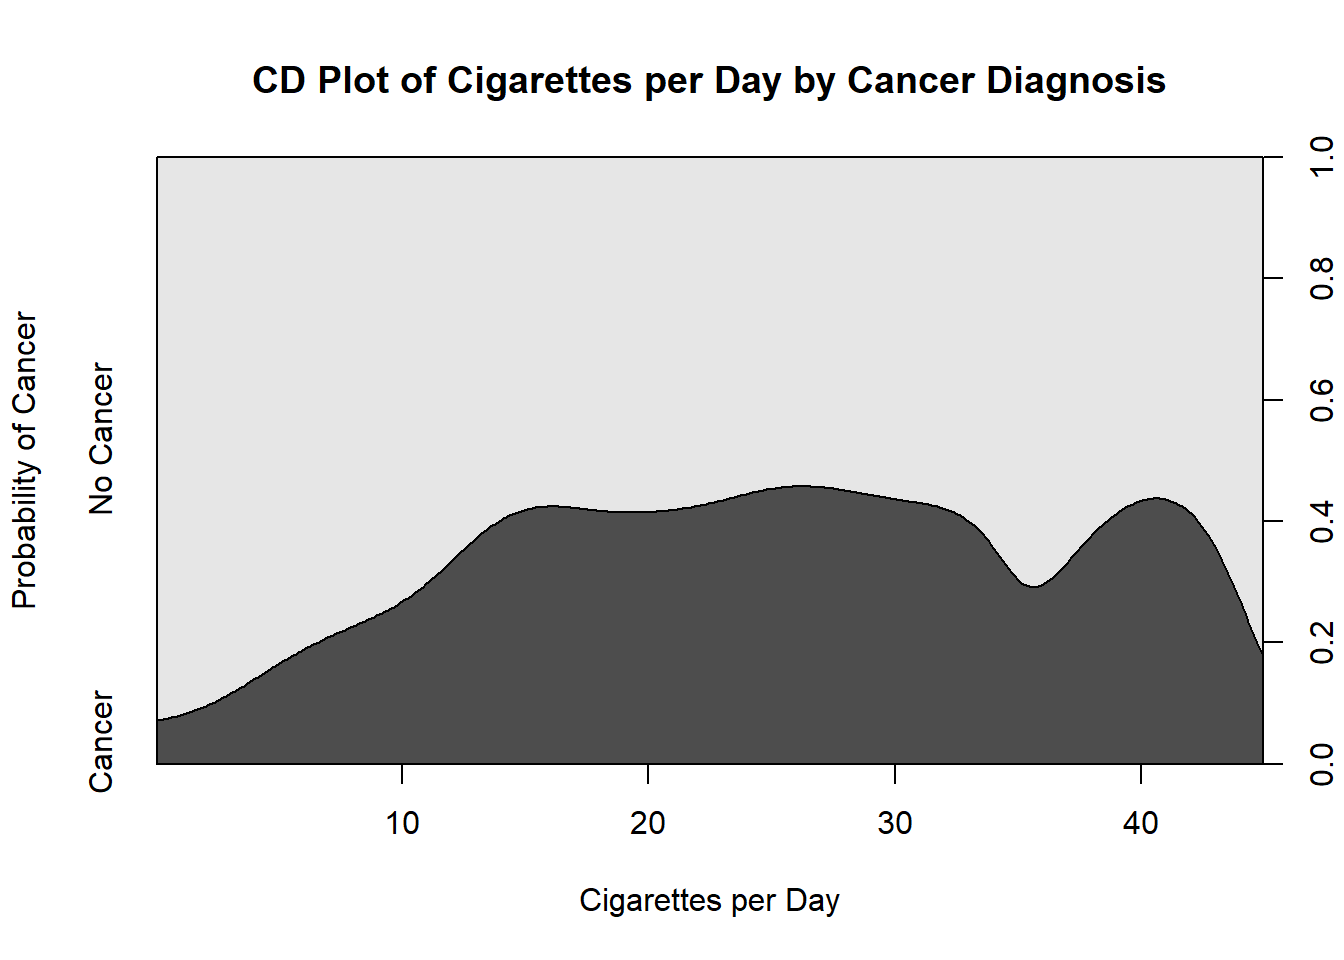 CD Plot of Cigarettes per Day by Cancer Diagnosis
Probability of Cancer
No Cancer
Cancer
1.0
0.8
0.6
0.4
0.2
0.0
10 20 30 40
Cigarettes per Day